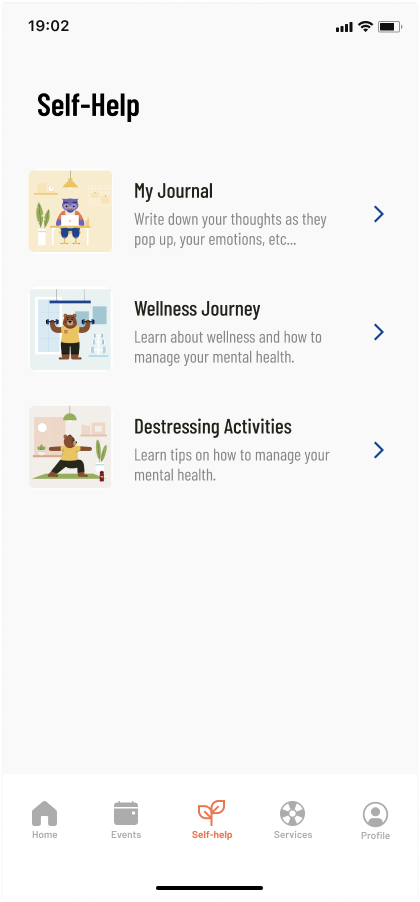 19:02
Self-Help
My Journal
Write down your thoughts as they
pop up, your emotions, etc...
Wellness Journey
Learn about wellness and how to
manage your mental health.
Destressing Activities
Learn tips on how to manage your
mental health.
Home
Events
Self-help
Services
Profile